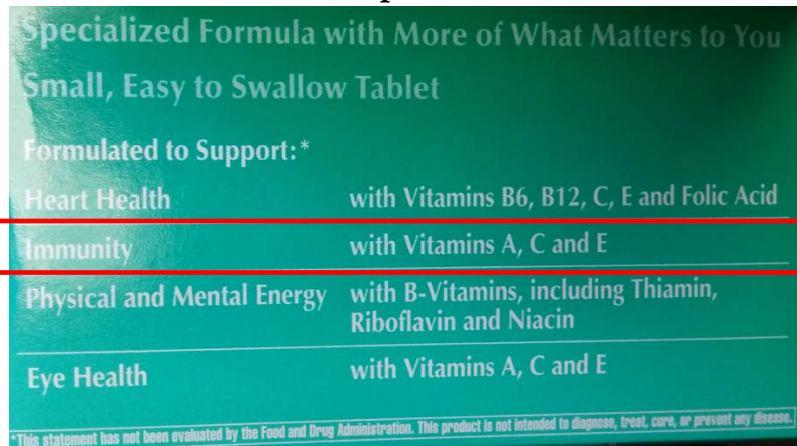 Specialized Formula with More of What Matters to You
Small, Easy to Swallow Tablet
Formulated to Support:*
Heart Health with Vitamins B6, B12, C, E and Folic Acid
Immunity with Vitamins A, C and E
Physical and Mental Energy with B-Vitamins, including Thiamin,
Riboflavin and Niacin
Eye Health with Vitamins A, C and E
*This statement has not been evaluated by the Food and Drug Administration. This product is not intended to diagnose, treat, cure, or prevent any disease.